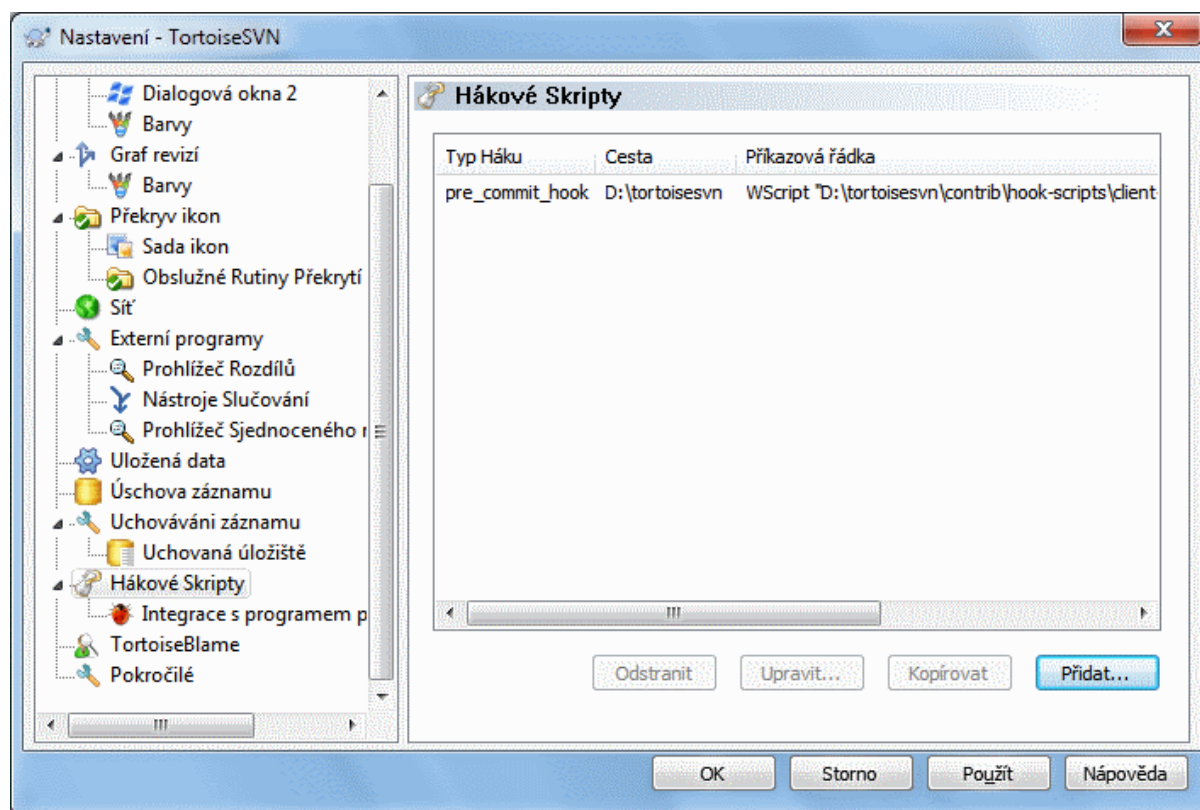 Nastavení - TortoiseSVN
Dialogová okna 2
Barvy
Graf revizí
Barvy
Překryv ikon
Sada ikon
Obslužné Rutiny Překrytí
Síť
Externí programy
Prohlížeč Rozdílů
Nástroje Slučování
Prohlížeč Sjednoceného r
Uložená data
Úschova záznamu
Uchováváni záznamu
Uchovaná úložiště
Hákové Skripty
Integrace s programem p
TortoiseBlame
Pokročilé
Hákové Skripty
Typ Háku Cesta Příkazová řádka
pre_commit_hook D:\tortoisesvn WScript "D:\tortoisesvn\contrib\hook-scripts\client-
Odstranit Upravit... Kopírovat Přidat...
OK Storno Použít Nápověda